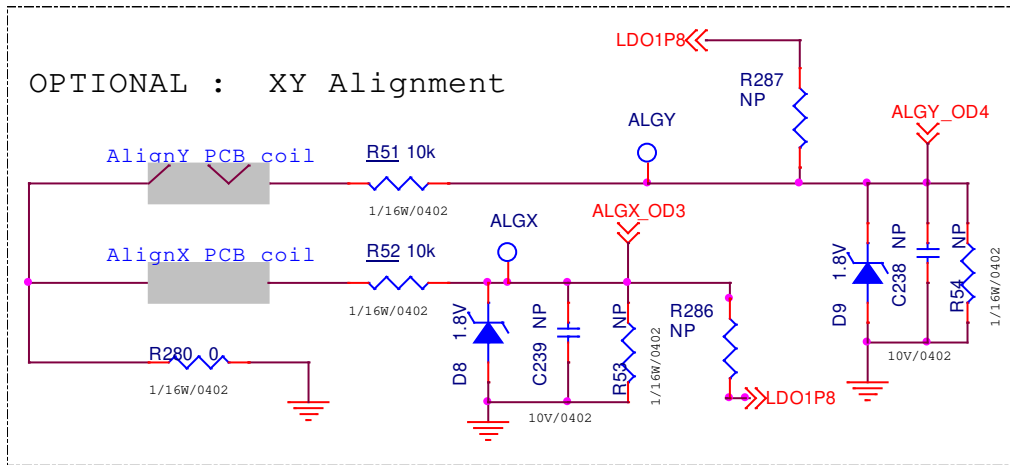 LDO1P8
OPTIONAL : XY Alignment
R287
NP
ALGY
ALGY_OD4
AlignY PCB coil
R51 10k
1/16W/0402
ALGX
ALGX_OD3
AlignX PCB coil
R52 10k
1/16W/0402
D8 1.8V
C239 NP
10V/0402
R53 NP
1/16W/0402
R286
NP
LDO1P8
D9 1.8V
C238 NP
10V/0402
R54 NP
1/16W/0402
R280 0
1/16W/0402